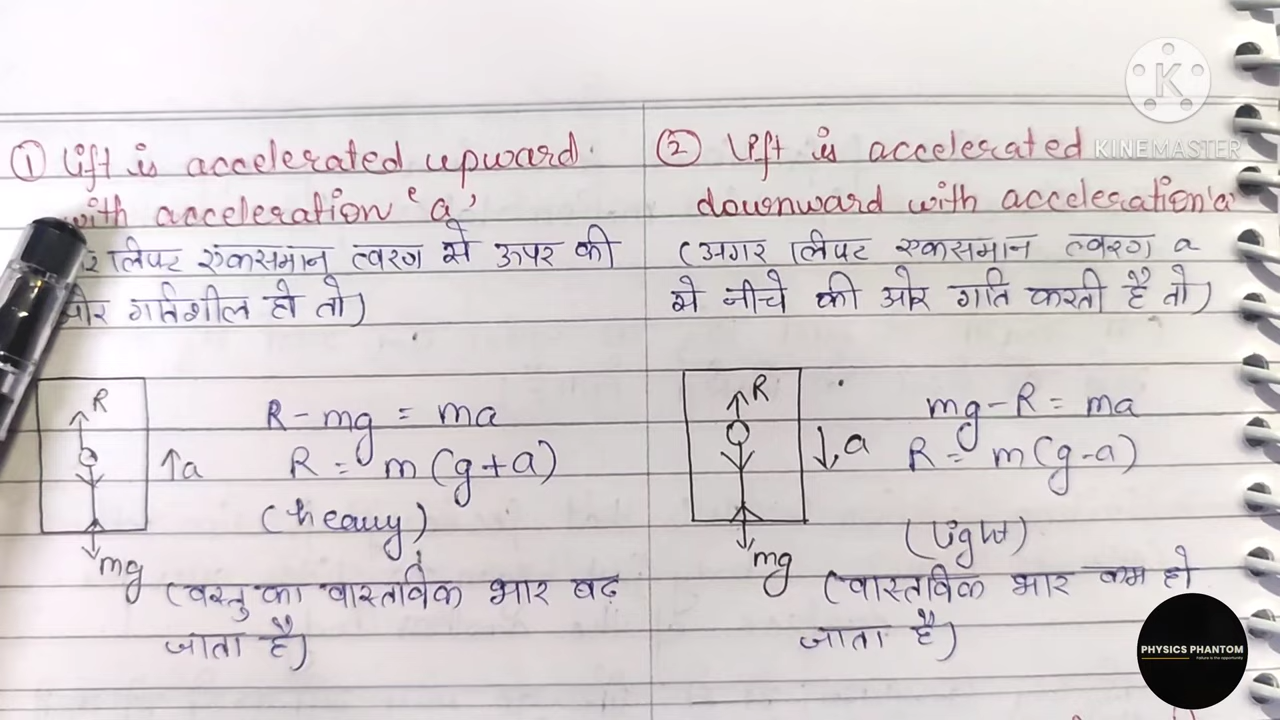 ① Lift is accelerated upward
with acceleration 'a'
लिफ्ट एकसमान त्वरण से ऊपर की
ओर गतिशील हो तो)
R
↑a
R - mg = ma
R = m(g+a)
(heavy)
mg
(वस्तु का वास्तविक भार बढ़
जाता है)
② Lift is accelerated
downward with acceleration 'a'
(अगर लिफ्ट एकसमान त्वरण a
से नीचे की ओर गति करती है तो)
R
↓a
mg - R = ma
R = m(g-a)
(light)
mg
(वास्तविक भार कम हो
जाता है)
K
KINEMASTER
PHYSICS PHANTOM